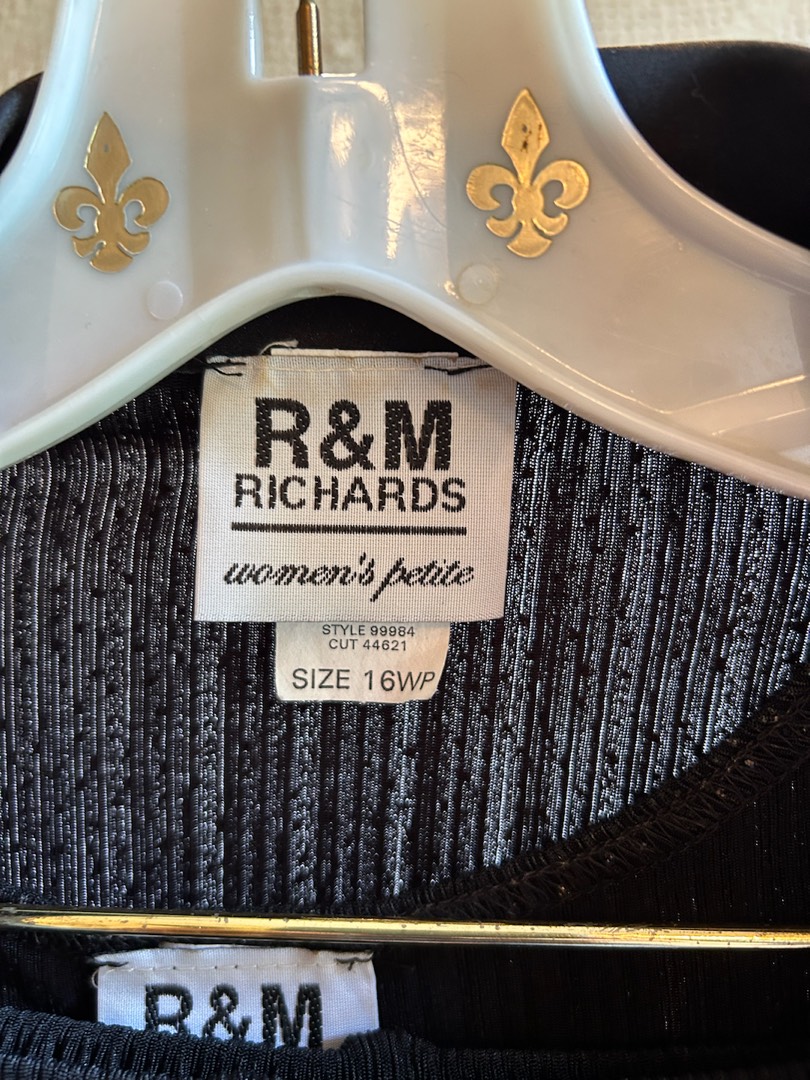 R&M
RICHARDS
women's petite
STYLE 99984
CUT 44621
SIZE 16WP
R&M